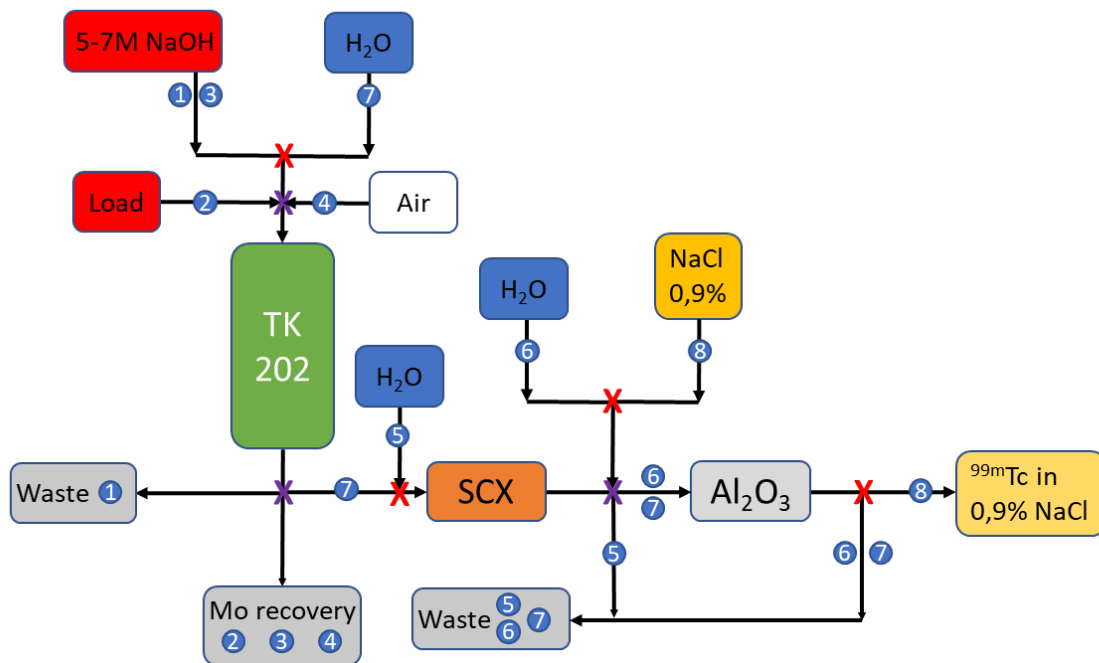 5-7M NaOH
H₂O
1 3
7
Load
2
4
Air
TK
202
H₂O
NaCl
0,9%
6
8
H₂O
5
Waste 1
7
SCX
6
7
Al₂O₃
8
⁹⁹ᵐTc in
0,9% NaCl
5
6 7
Mo recovery
2 3 4
Waste 5 6 7